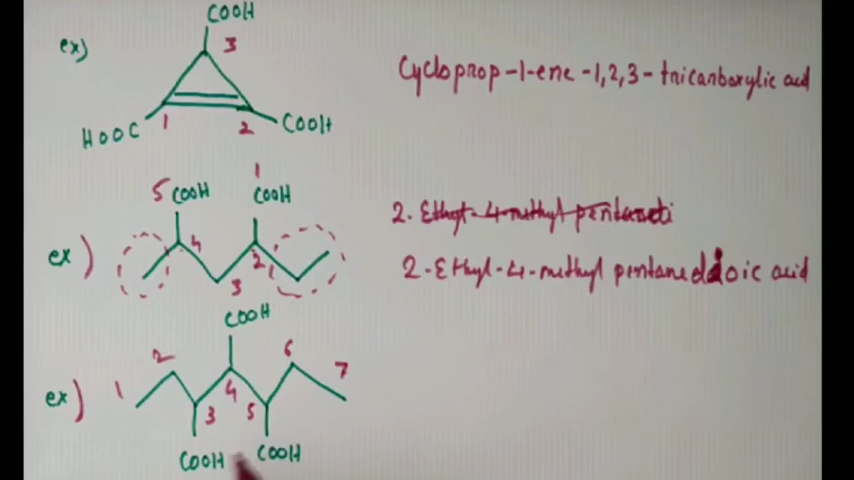 COOH
ex)
3
Cycloprop-1-ene-1,2,3-tricarboxylic acid
HOOC
1
2
COOH
5 COOH
1
COOH
2. Ethyl-4-methyl pentanedi
ex)
4
2
3
2-Ethyl-4-methyl pentanedioic acid
COOH
ex)
1
2
3
4
5
6
7
COOH
COOH